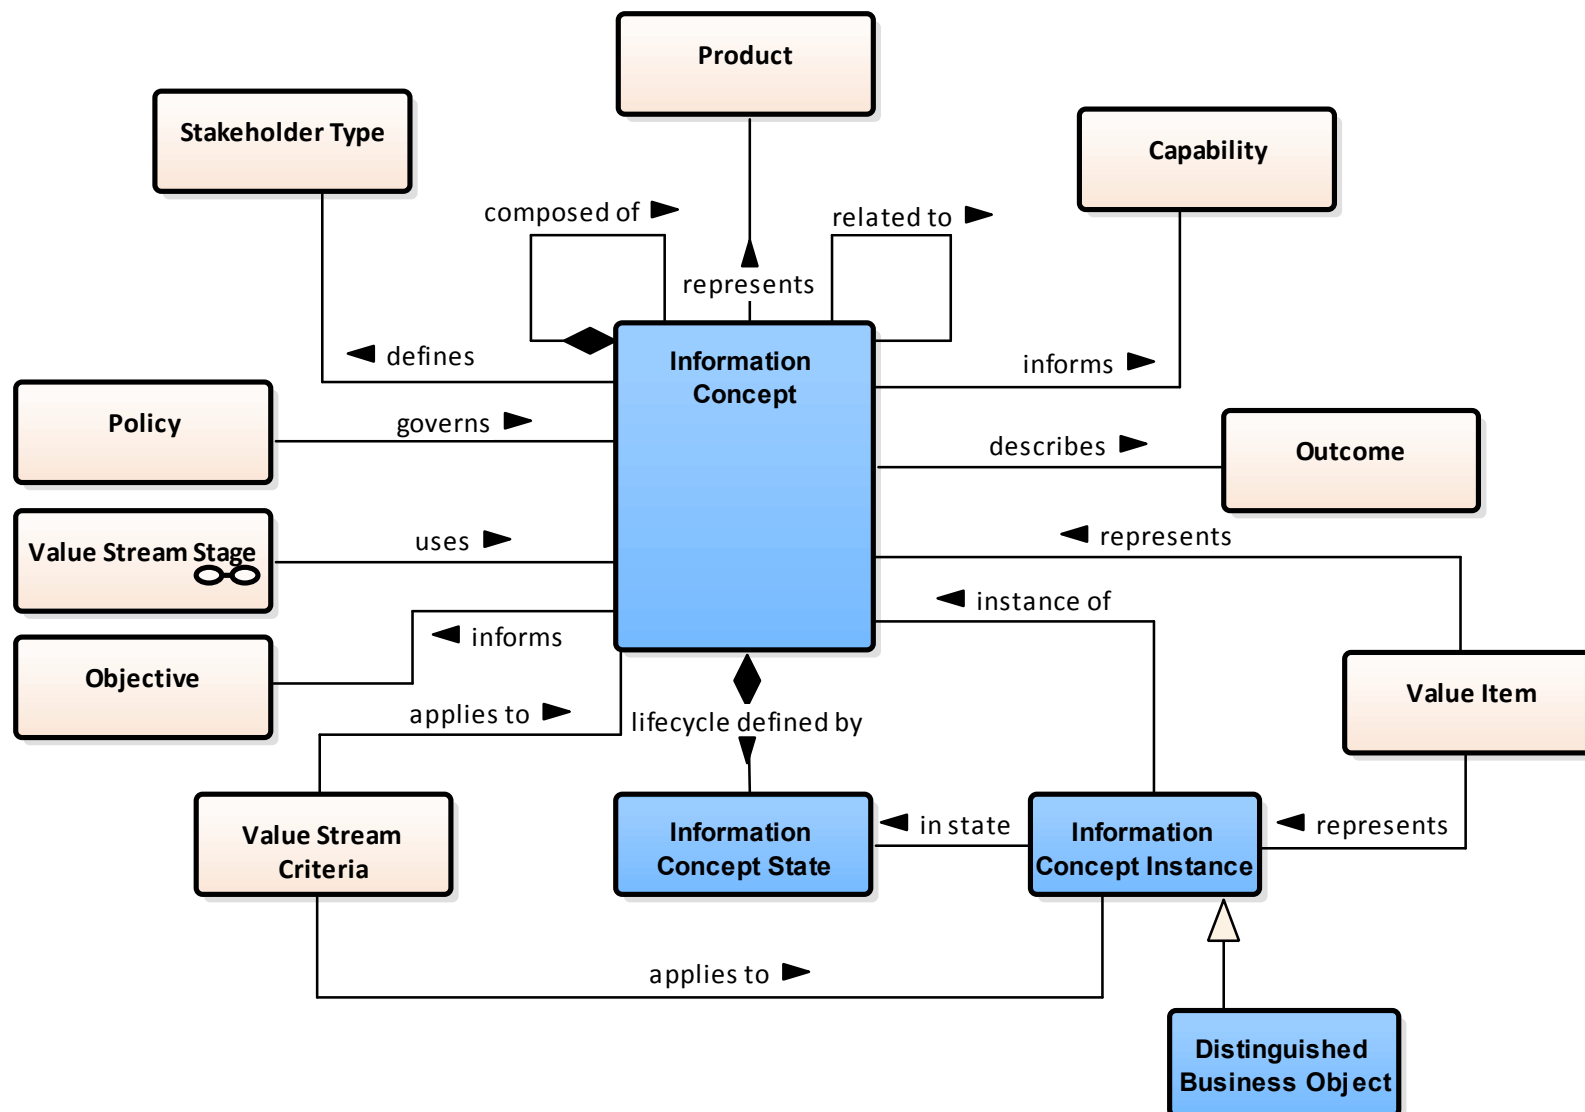 Product
Stakeholder Type
Capability
composed of
related to
represents
defines
Information
Concept
informs
Policy
governs
describes
Outcome
Value Stream Stage
uses
represents
instance of
informs
Objective
Value Item
applies to
lifecycle defined by
Value Stream
Criteria
Information
Concept State
in state
Information
Concept Instance
represents
applies to
Distinguished
Business Object